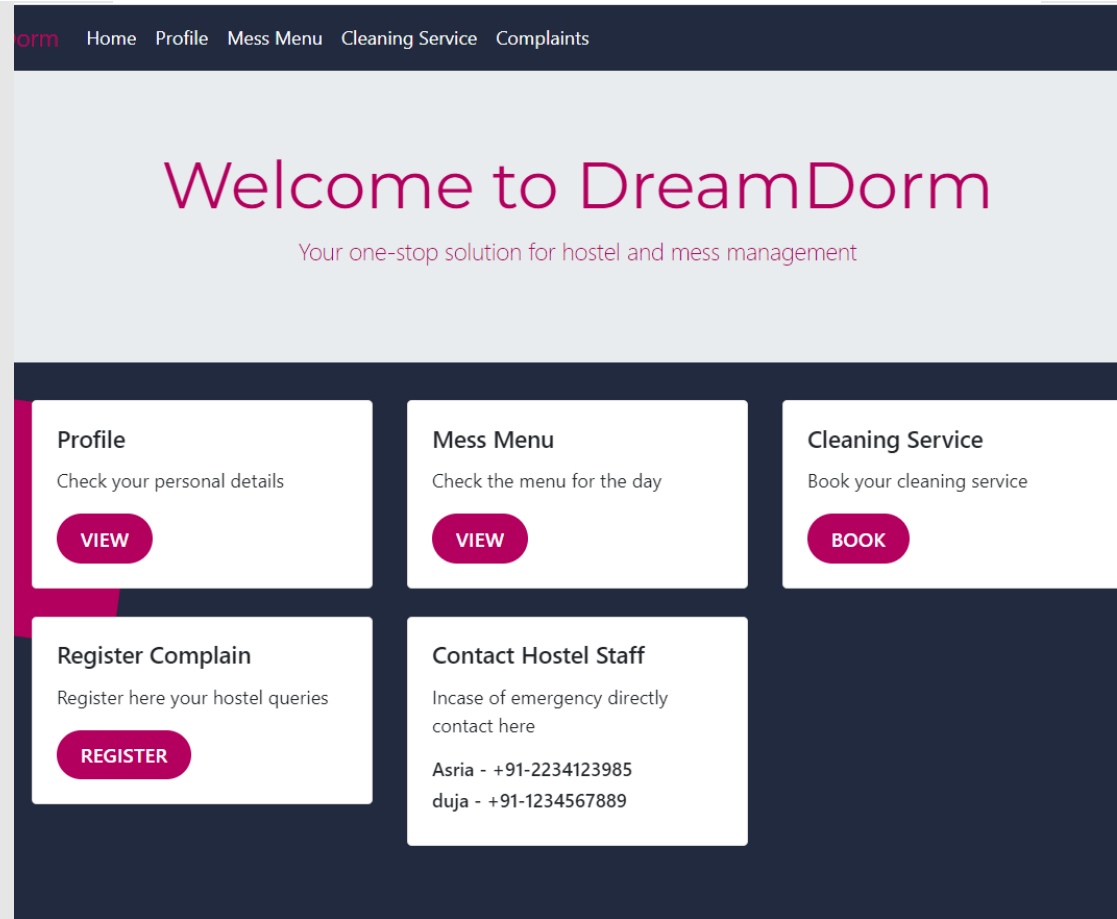 orm Home Profile Mess Menu Cleaning Service Complaints
Welcome to DreamDorm
Your one-stop solution for hostel and mess management
Profile
Check your personal details
VIEW
Mess Menu
Check the menu for the day
VIEW
Cleaning Service
Book your cleaning service
BOOK
Register Complain
Register here your hostel queries
REGISTER
Contact Hostel Staff
Incase of emergency directly
contact here
Asria - +91-2234123985
duja - +91-1234567889